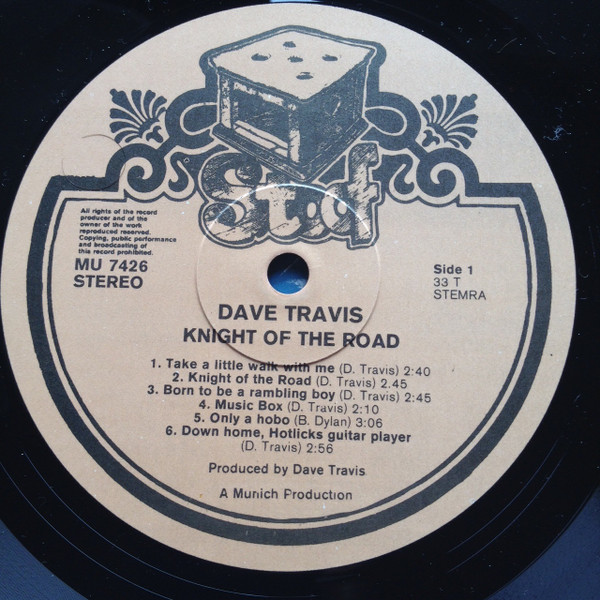 Stoof
All rights of the record
producer and of the
owner of the work
reproduced reserved.
Copying, public performance
and broadcasting of
this record prohibited.
MU 7426
STEREO
Side 1
33 T
STEMRA
DAVE TRAVIS
KNIGHT OF THE ROAD
1. Take a little walk with me (D. Travis) 2:40
2. Knight of the Road (D. Travis) 2.45
3. Born to be a rambling boy (D. Travis) 2:45
4. Music Box (D. Travis) 2:10
5. Only a hobo (B. Dylan) 3:06
6. Down home, Hotlicks guitar player
(D. Travis) 2:56
Produced by Dave Travis
A Munich Production